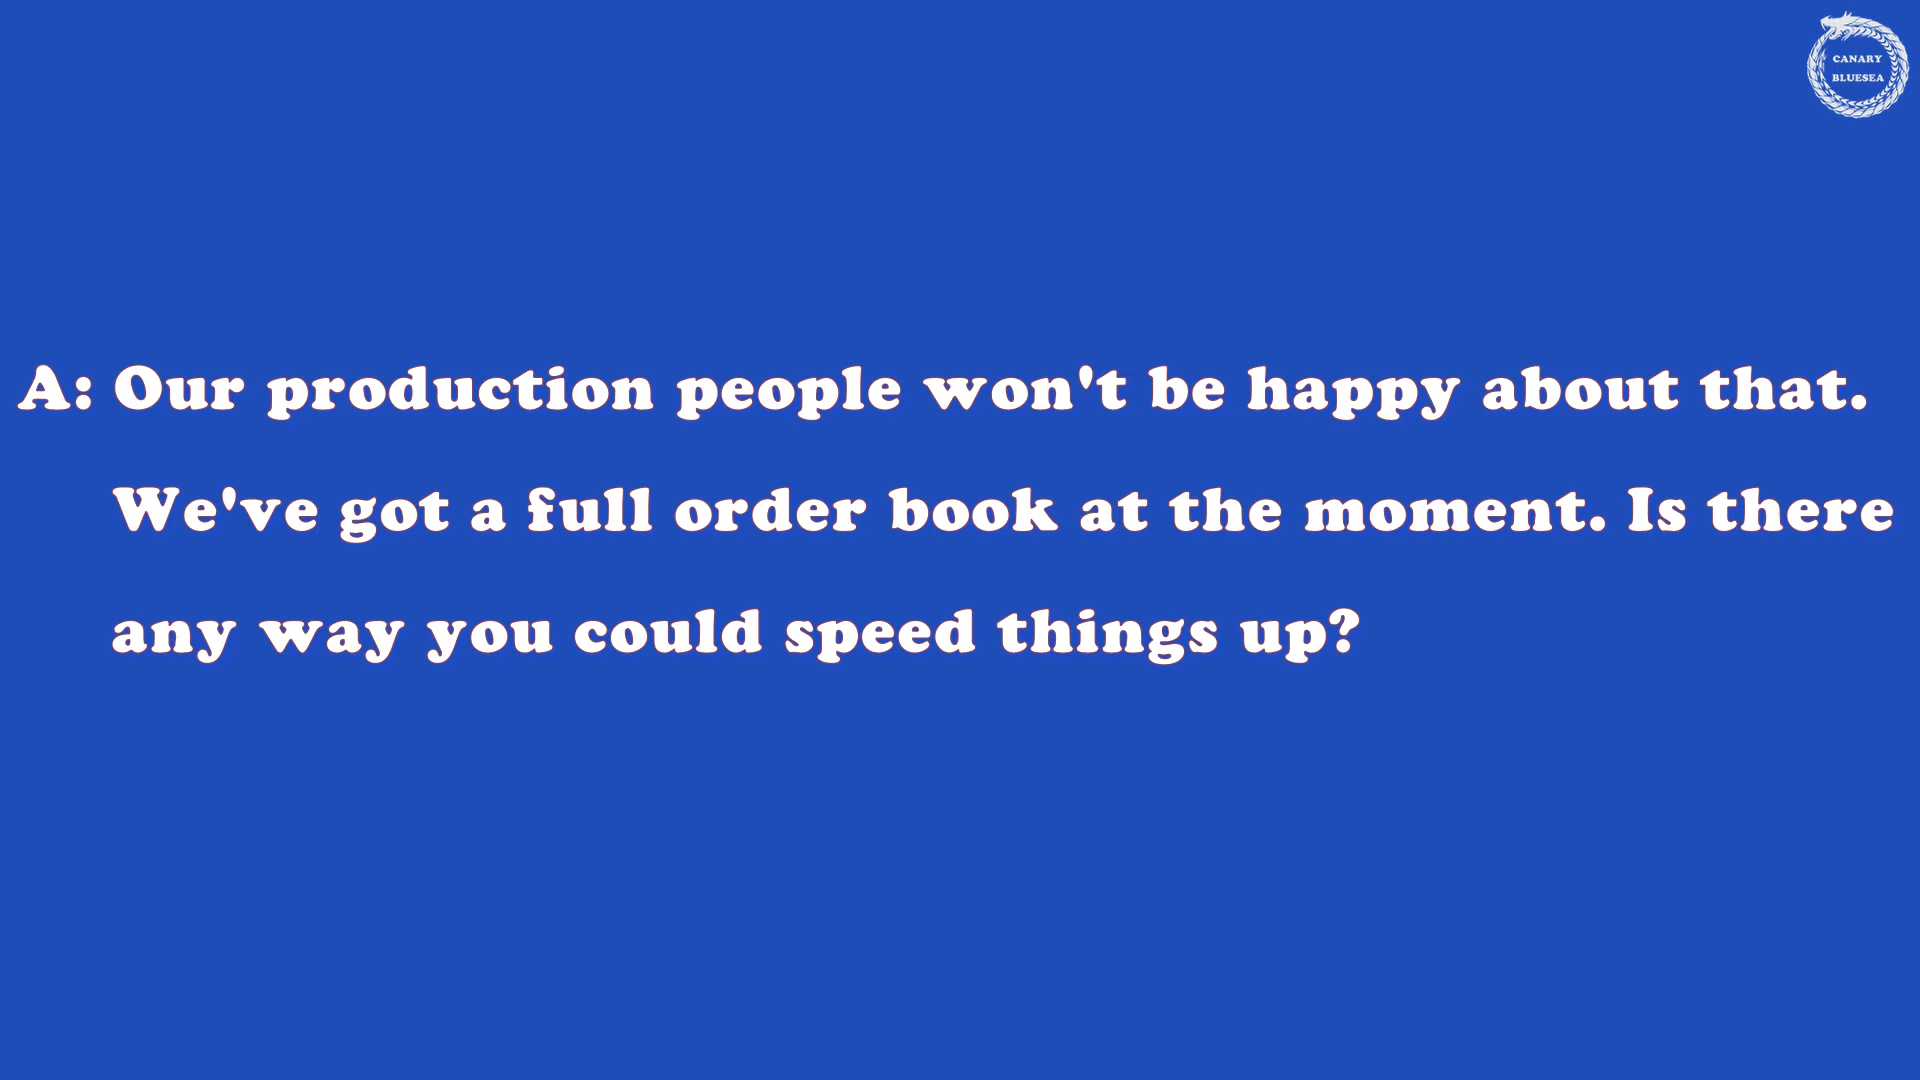 CANARY
BLUESEA
A: Our production people won't be happy about that.
We've got a full order book at the moment. Is there
any way you could speed things up?